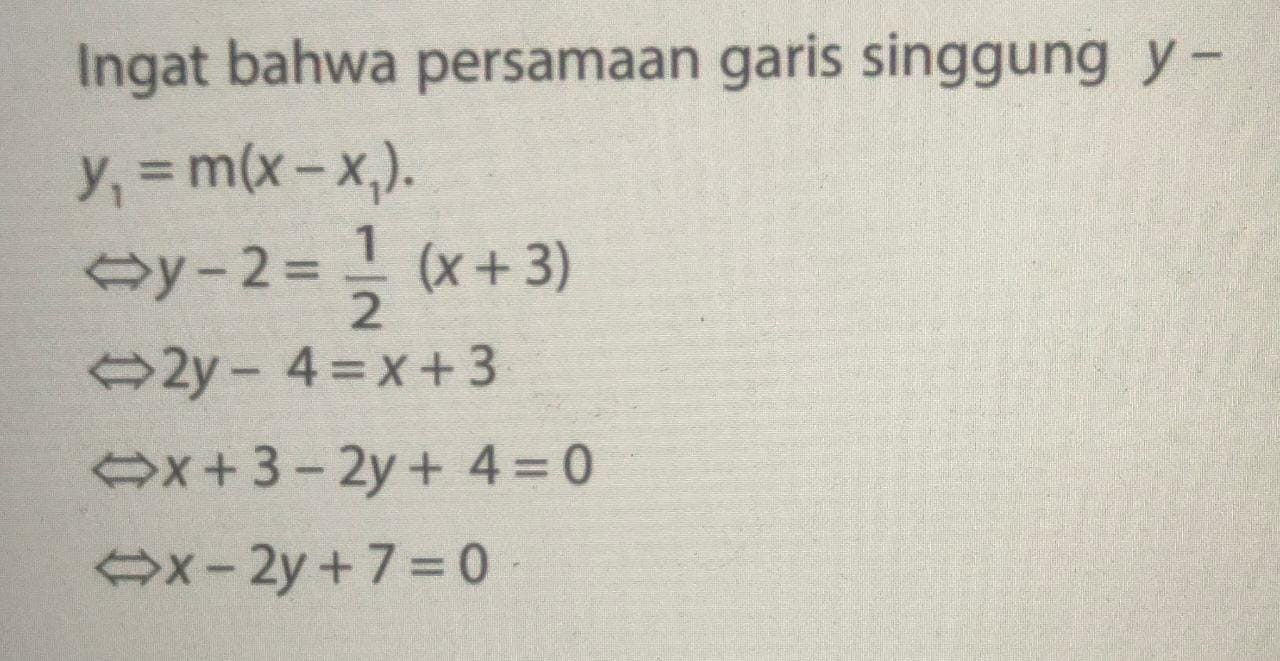 Ingat bahwa persamaan garis singgung y –
y₁ = m(x – x₁).
⇔y – 2 = 1/2 (x + 3)
⇔2y – 4 = x + 3
⇔x + 3 – 2y + 4 = 0
⇔x – 2y + 7 = 0